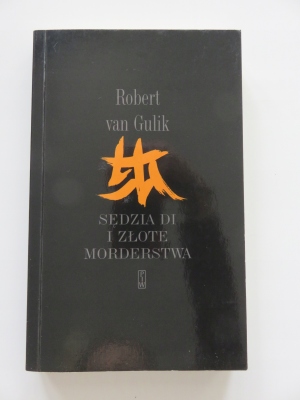 Robert
van Gulik
SĘDZIA DI
I ZŁOTE
MORDERSTWA